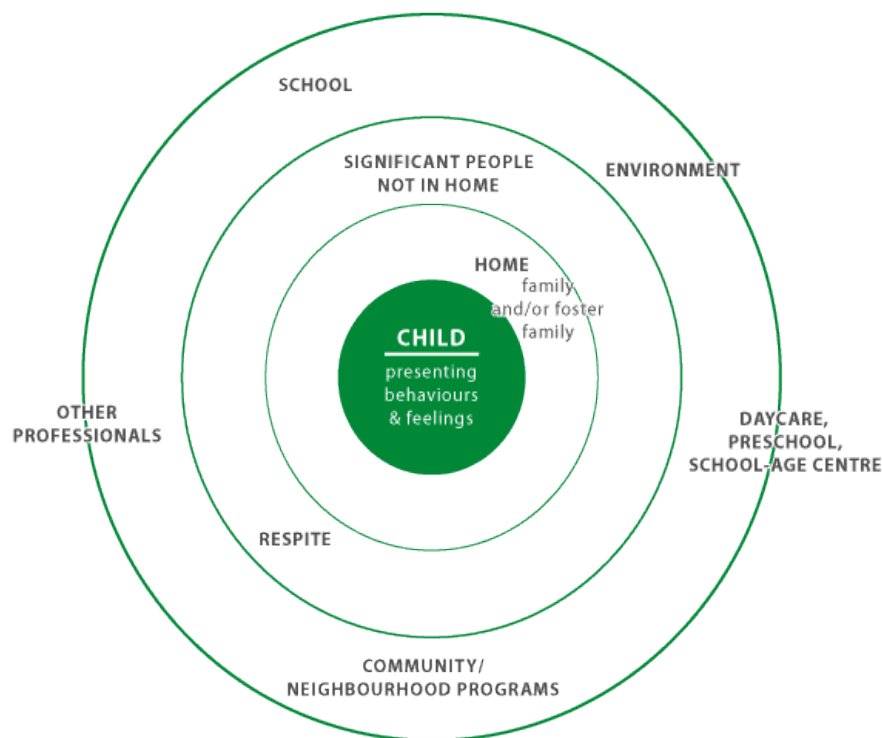 SCHOOL
SIGNIFICANT PEOPLE
NOT IN HOME
ENVIRONMENT
HOME
family
and/or foster
family
CHILD
presenting
behaviours
& feelings
OTHER
PROFESSIONALS
DAYCARE,
PRESCHOOL,
SCHOOL-AGE CENTRE
RESPITE
COMMUNITY/
NEIGHBOURHOOD PROGRAMS